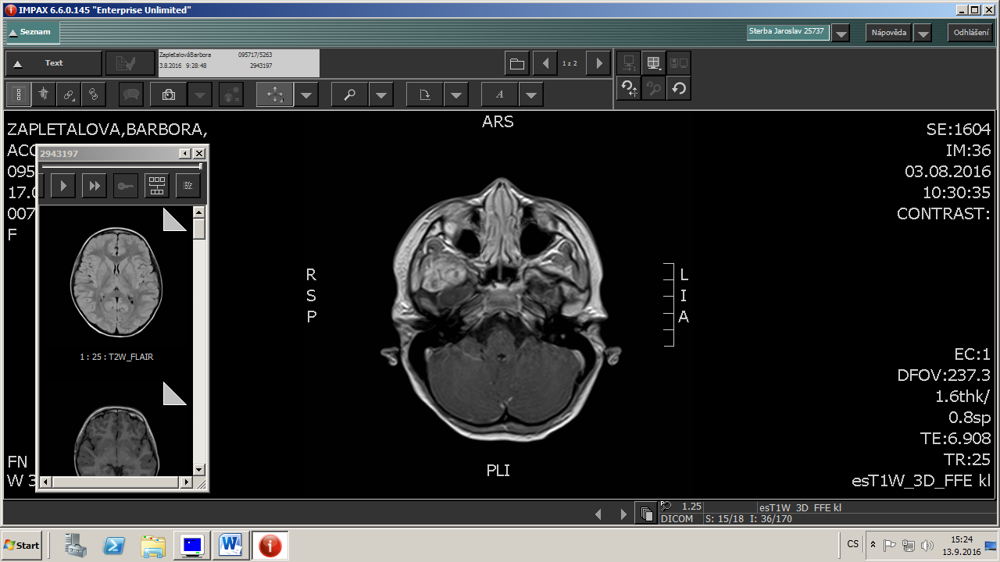 IMPAX 6.6.0.145 "Enterprise Unlimited"
Seznam
Sterba Jaroslav 25737
Nápověda
Odhlášení
Text
ZapletalováBarbora 095717/5263
3.8.2016 9:28:48 2943197
1 z 2
A
ZAPLETALOVA,BARBORA,
ACC
095
17.0
007
F
FN
W 3
2943197
1 : 25 : T2W_FLAIR
ARS
R
S
P
L
I
A
PLI
SE:1604
IM:36
03.08.2016
10:30:35
CONTRAST:
EC:1
DFOV:237.3
1.6thk/
0.8sp
TE:6.908
TR:25
esT1W_3D_FFE kl
1.25
esT1W 3D FFE kl
DICOM
S: 15/18 I: 36/170
Start
CS
15:24
13.9.2016